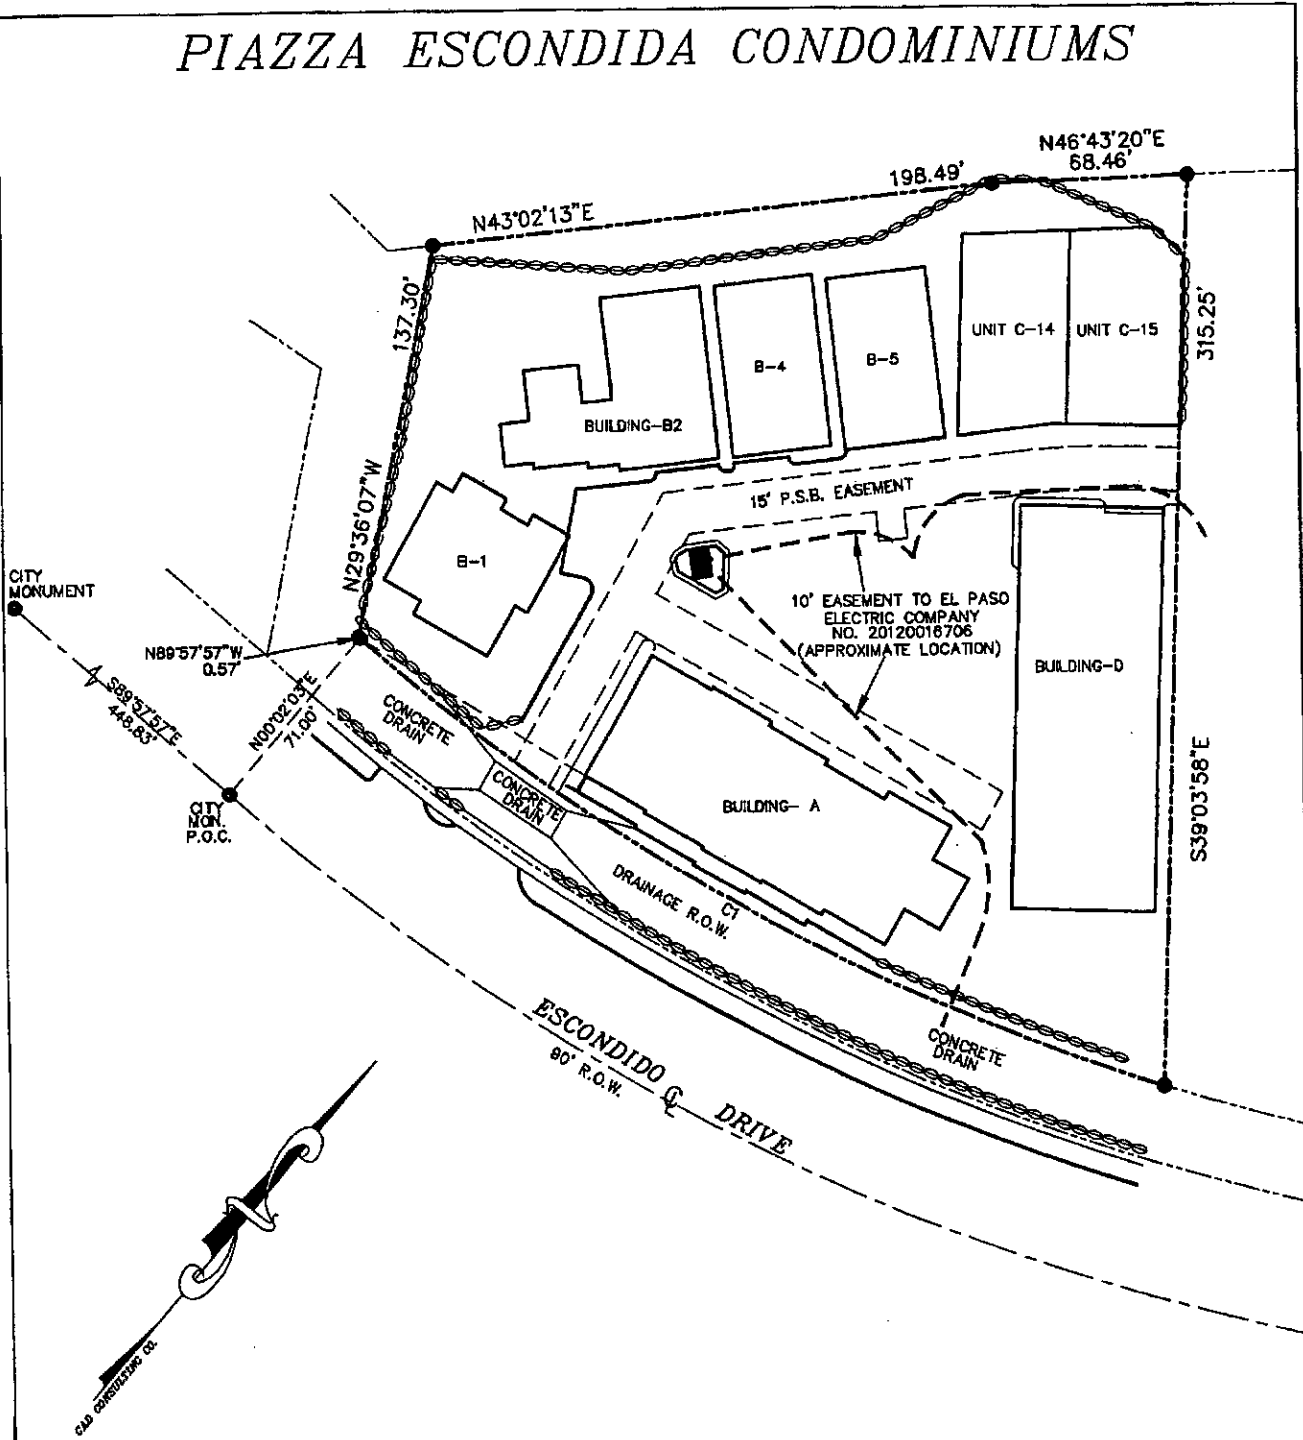 PIAZZA ESCONDIDA CONDOMINIUMS
N46°43'20"E
68.46'
198.49'
N43°02'13"E
137.30'
315.25'
UNIT C-14
UNIT C-15
B-4
B-5
BUILDING-B2
15' P.S.B. EASEMENT
N29°36'07"W
B-1
CITY
MONUMENT
10' EASEMENT TO EL PASO
ELECTRIC COMPANY
NO. 20120016706
(APPROXIMATE LOCATION)
N89°57'57"W
0.57'
BUILDING-D
S89°57'57"E
448.83'
N00°02'03"E
71.00'
CONCRETE
DRAIN
CONCRETE
DRAIN
BUILDING- A
CITY
MON.
P.O.C.
S39°03'58"E
DRAINAGE R.O.W.
C1
ESCONDIDO ℄ DRIVE
90' R.O.W.
CONCRETE
DRAIN
CAD CONSULTING CO.